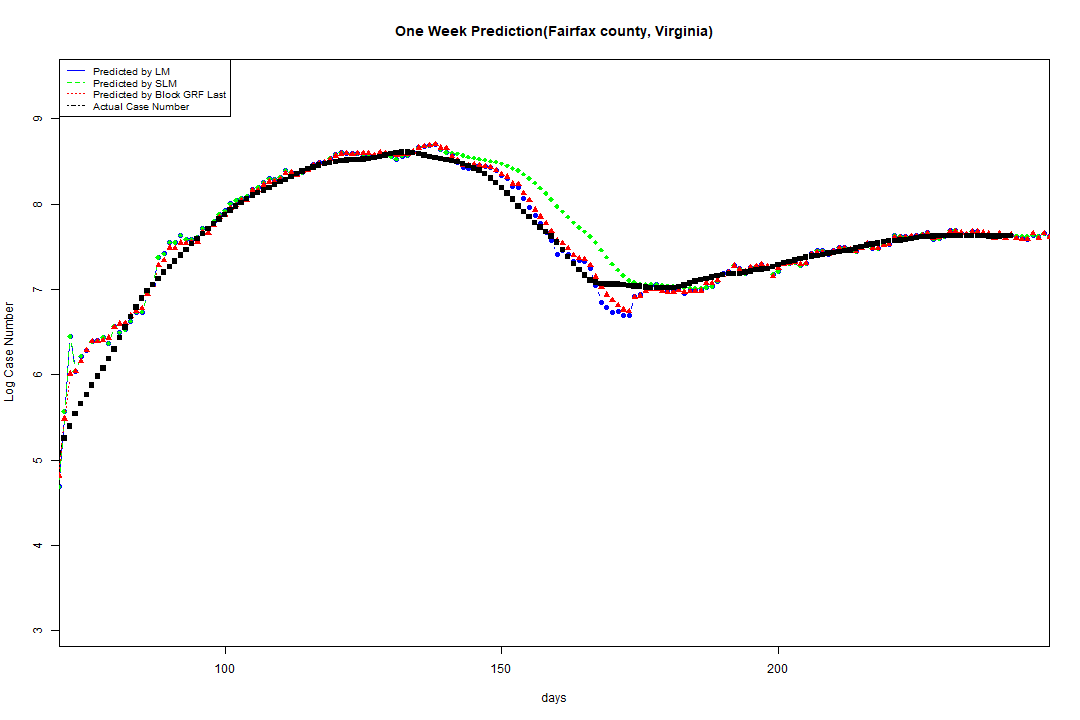 One Week Prediction(Fairfax county, Virginia)
Predicted by LM
Predicted by SLM
Predicted by Block GRF Last
Actual Case Number
9
8
7
6
5
4
3
Log Case Number
100 150 200
days